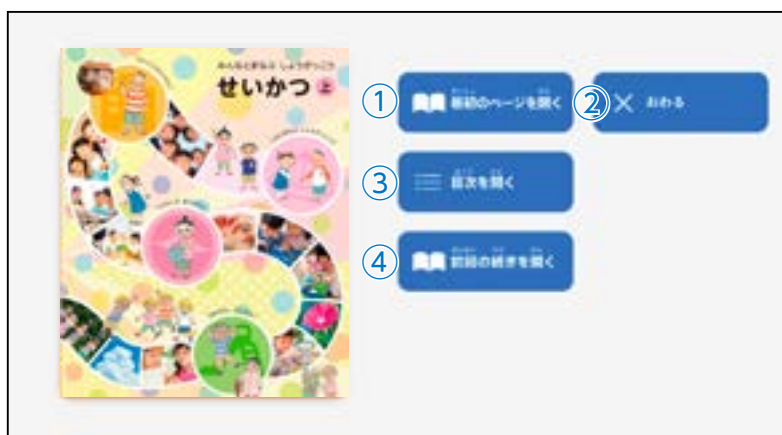 みんなとまなぶ しょうがっこう
せいかつ 上
① 最初のページを開く
② おわる
③ 目次を開く
④ 前回の続きを開く